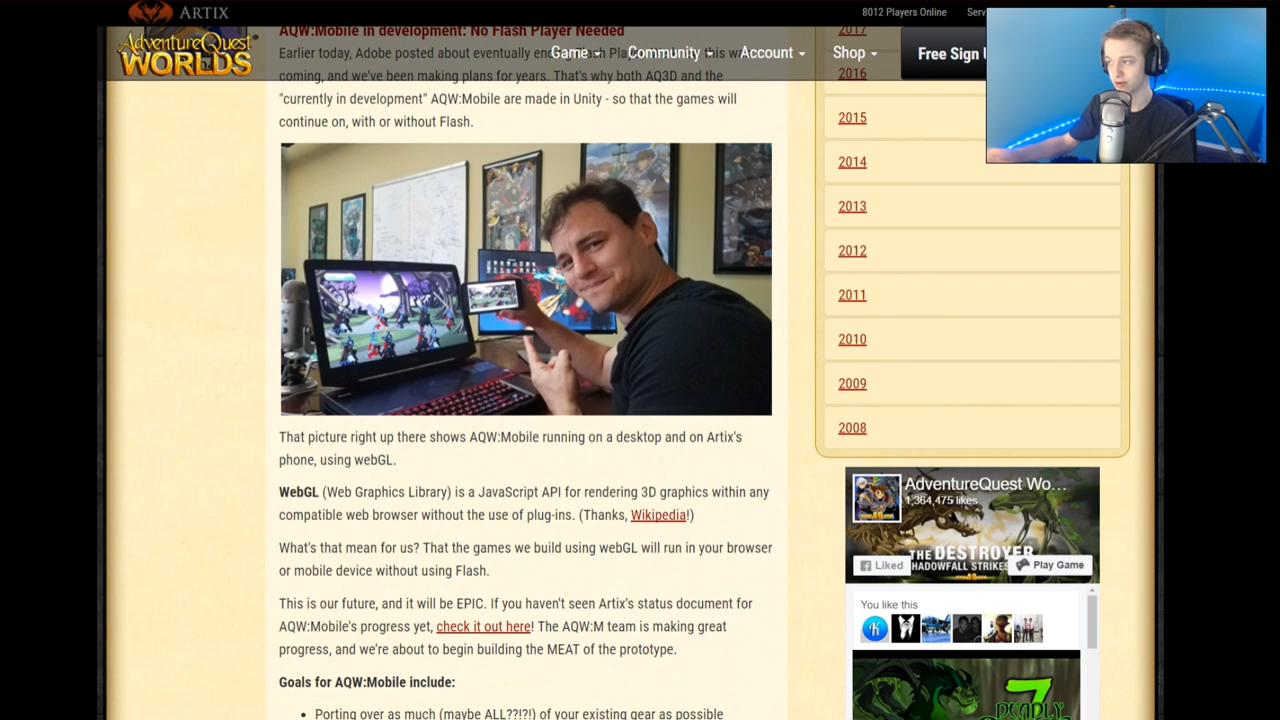 ARTIX
8012 Players Online
AdventureQuest
WORLDS
Game
Community
Account
Shop
Free Sign
AQW:Mobile in development: No Flash Player Needed
Earlier today, Adobe posted about eventually
coming, and we've been making plans for years. That's why both AQ3D and the
"currently in development" AQW:Mobile are made in Unity - so that the games will
continue on, with or without Flash.
That picture right up there shows AQW:Mobile running on a desktop and on Artix's
phone, using webGL.
WebGL (Web Graphics Library) is a JavaScript API for rendering 3D graphics within any
compatible web browser without the use of plug-ins. (Thanks, Wikipedia!)
What's that mean for us? That the games we build using webGL will run in your browser
or mobile device without using Flash.
This is our future, and it will be EPIC. If you haven't seen Artix's status document for
AQW:Mobile's progress yet, check it out here! The AQW:M team is making great
progress, and we're about to begin building the MEAT of the prototype.
Goals for AQW:Mobile include:
• Porting over as much (maybe ALL??!?!) of your existing gear as possible
2017
2016
2015
2014
2013
2012
2011
2010
2009
2008
AdventureQuest Wo...
1,364,475 likes
THE DESTROYER
HADOWFALL STRIKES
Liked
Play Game
You like this
7
DEADLY